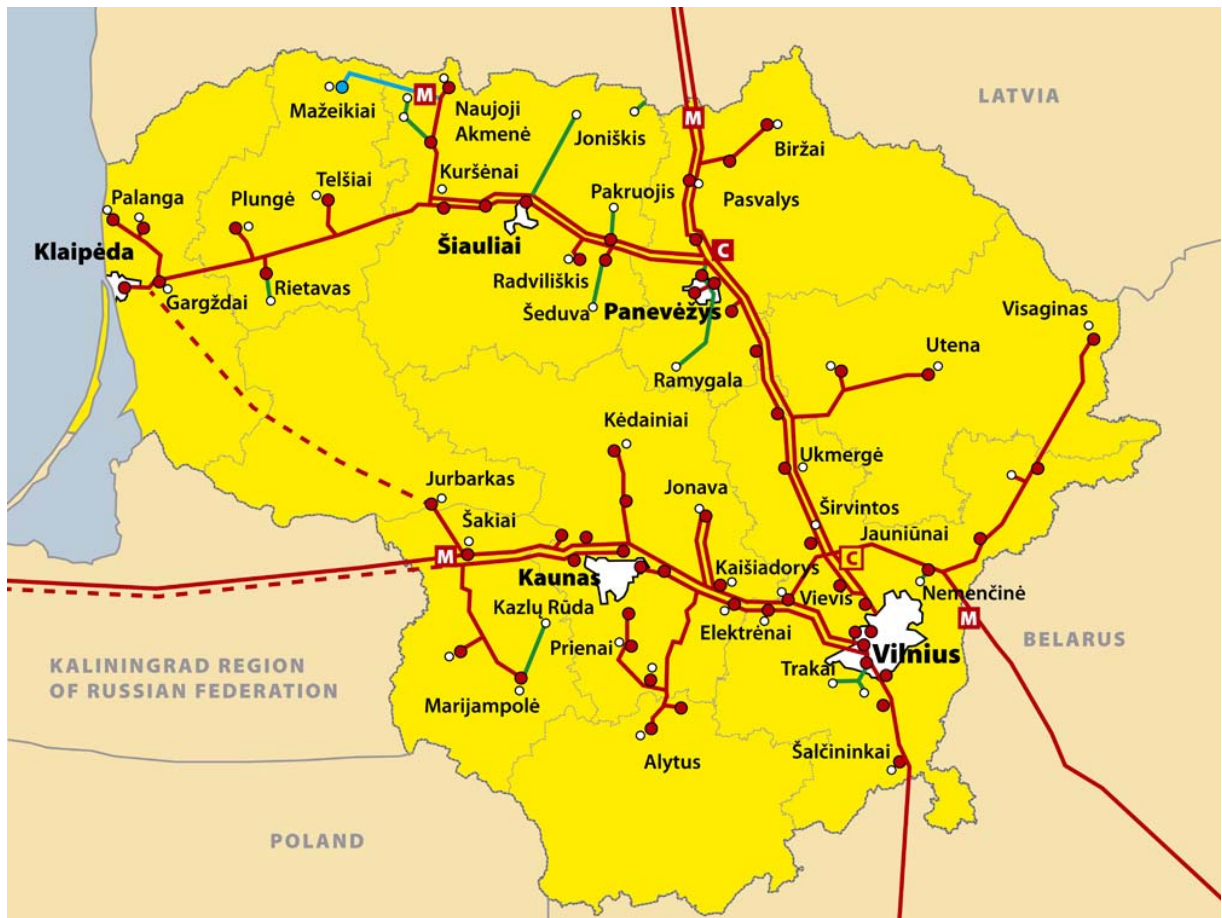 LATVIA
M
Mažeikiai
Naujoji
Akmenė
Joniškis
M
Biržai
Telšiai
Kuršėnai
Palanga
Plungė
Pakruojis
Pasvalys
Klaipėda
Šiauliai
C
Gargždai
Rietavas
Radviliškis
Šeduva
Panevėžys
Visaginas
Utena
Ramygala
Kėdainiai
Ukmergė
Jurbarkas
Jonava
Širvintos
Šakiai
Jauniūnai
M
C
Kaunas
Kaišiadorys
Vievis
Nemenčinė
Kazlų Rūda
Elektrėnai
M
BELARUS
Prienai
Vilnius
KALININGRAD REGION
OF RUSSIAN FEDERATION
Trakai
Marijampolė
Alytus
Šalčininkai
POLAND